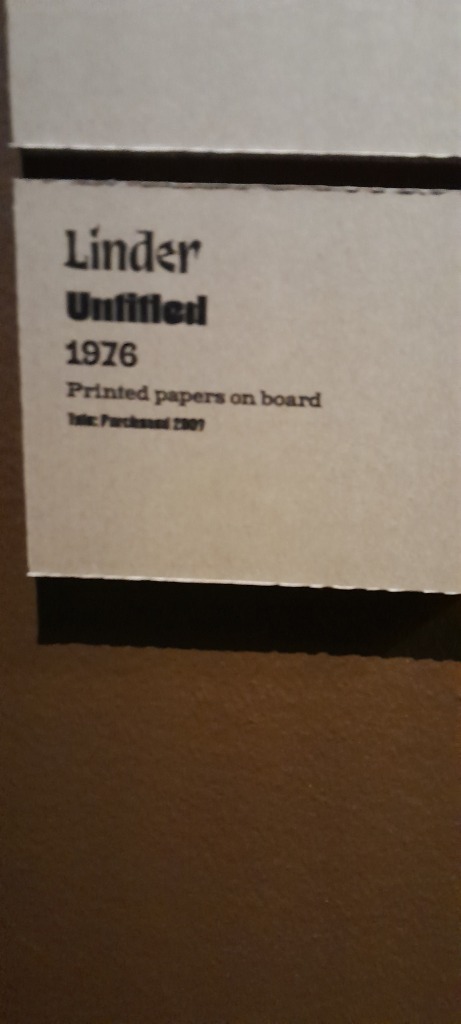 Linder
Untitled
1976
Printed papers on board
Tate: Purchased 2007